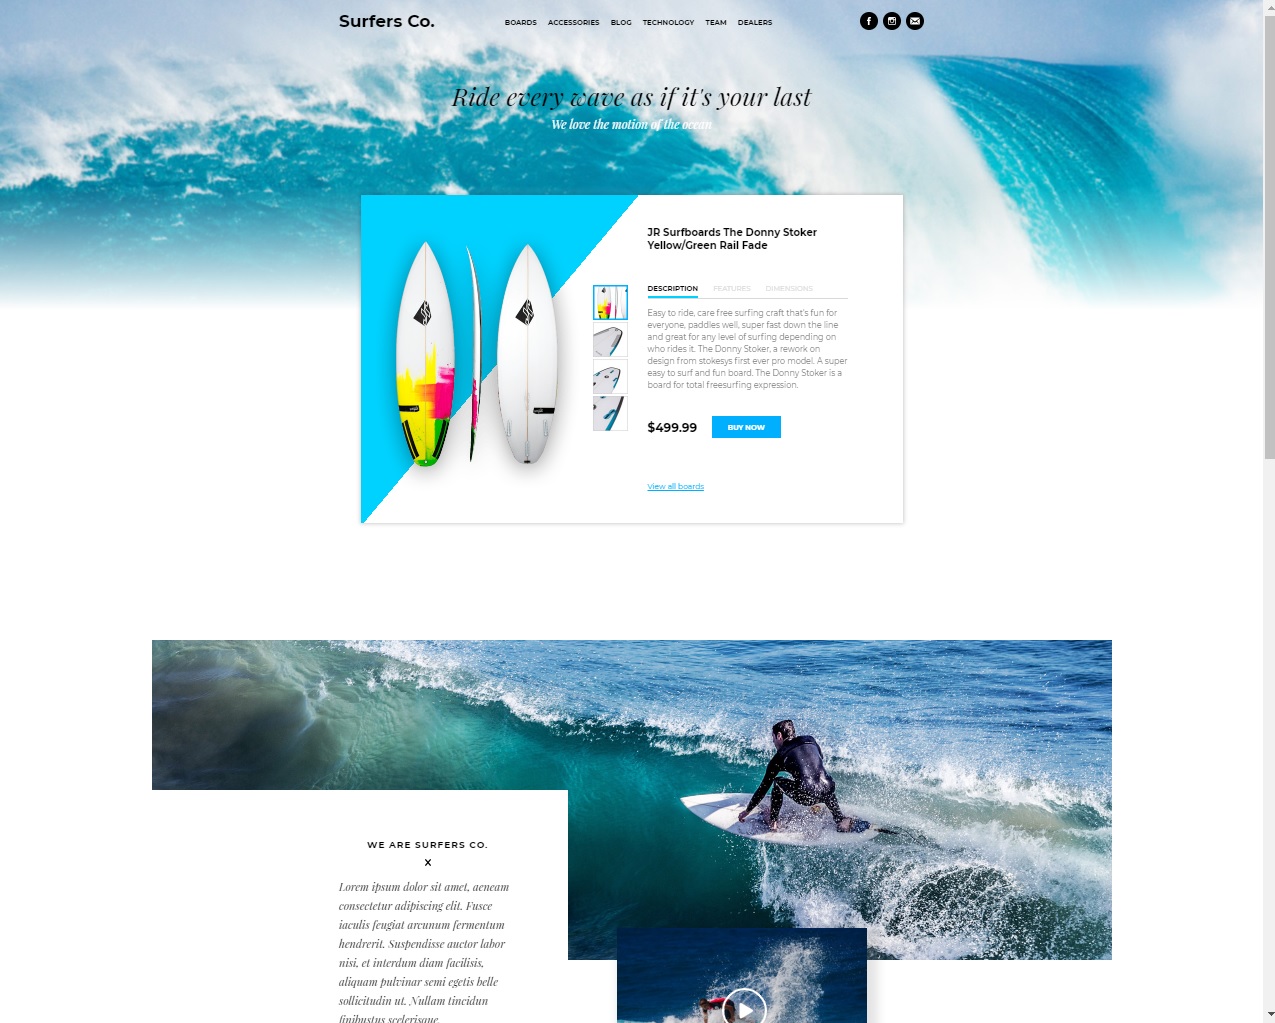 Surfers Co.
BOARDS ACCESSORIES BLOG TECHNOLOGY TEAM DEALERS
Ride every wave as if it's your last
We love the motion of the ocean
JR Surfboards The Donny Stoker
Yellow/Green Rail Fade
DESCRIPTION FEATURES DIMENSIONS
Easy to ride, care free surfing craft that's fun for
everyone, paddles well, super fast down the line
and great for any level of surfing depending on
who rides it. The Donny Stoker, a rework on
design from stokesys first ever pro model. A super
easy to surf and fun board. The Donny Stoker is a
board for total freesurfing expression.
$499.99 BUY NOW
View all boards
WE ARE SURFERS CO.
X
Lorem ipsum dolor sit amet, aeneam
consectetur adipiscing elit. Fusce
iaculis feugiat arcunum fermentum
hendrerit. Suspendisse auctor labor
nisi, et interdum diam facilisis,
aliquam pulvinar semi egetis belle
sollicitudin ut. Nullam tincidun
finibustus scelerisque.